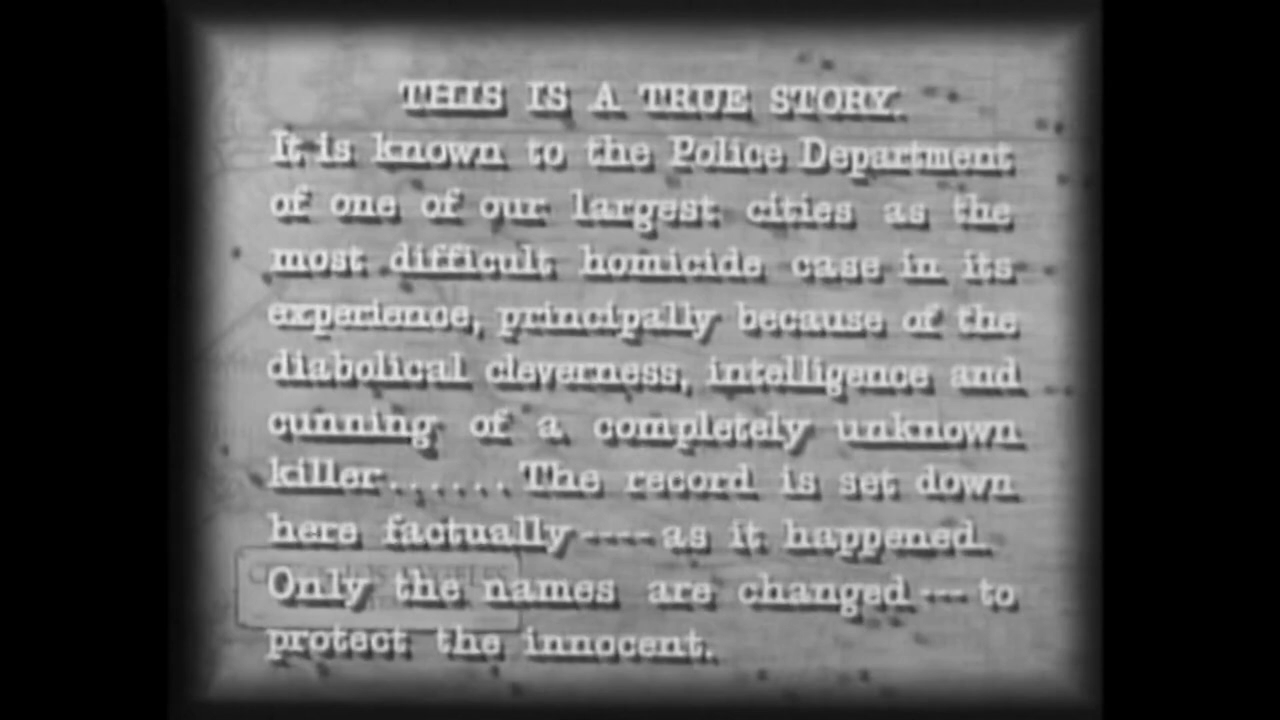 THIS IS A TRUE STORY.
It is known to the Police Department
of one of our largest cities as the
most difficult homicide case in its
experience, principally because of the
diabolical cleverness, intelligence and
cunning of a completely unknown
killer......The record is set down
here factually----as it happened.
Only the names are changed---to
protect the innocent.